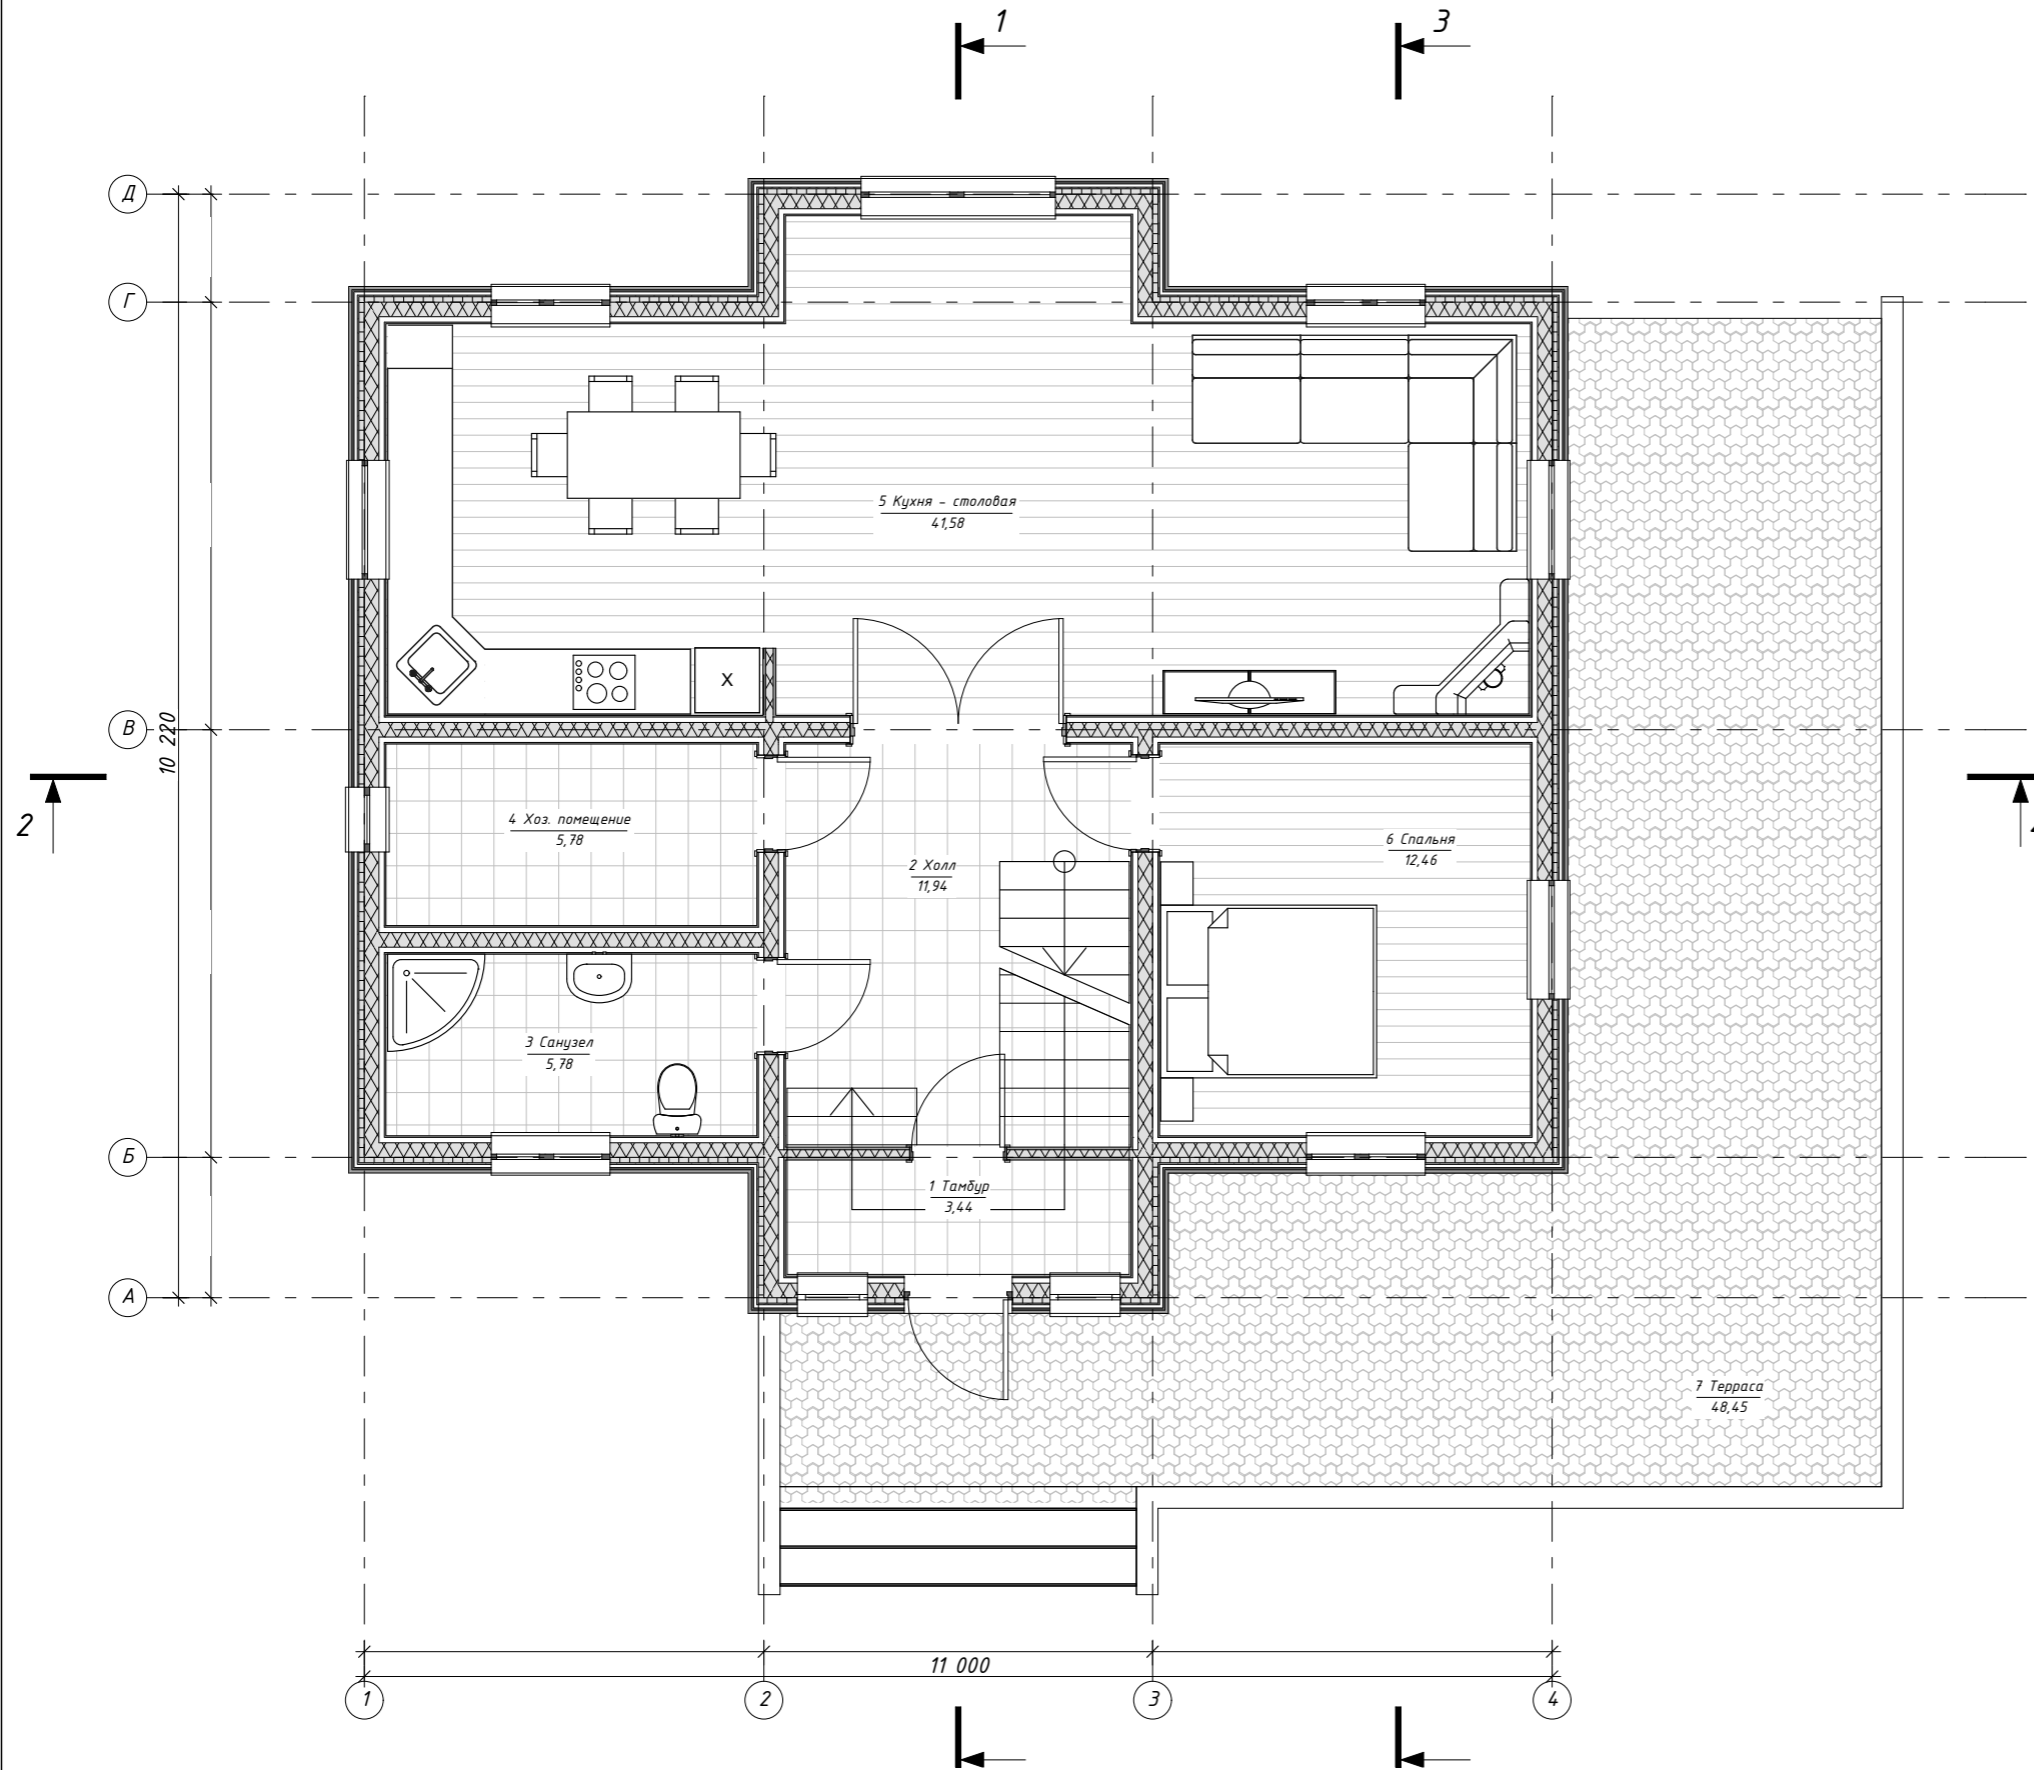 1
3
Д
Г
5 Кухня - столовая
41,58
X
В
10 220
2
4 Хоз. помещение
5,78
2 Холл
11,94
6 Спальня
12,46
3 Санузел
5,78
Б
1 Тамбур
3,44
А
7 Терраса
48,45
11 000
1
2
3
4